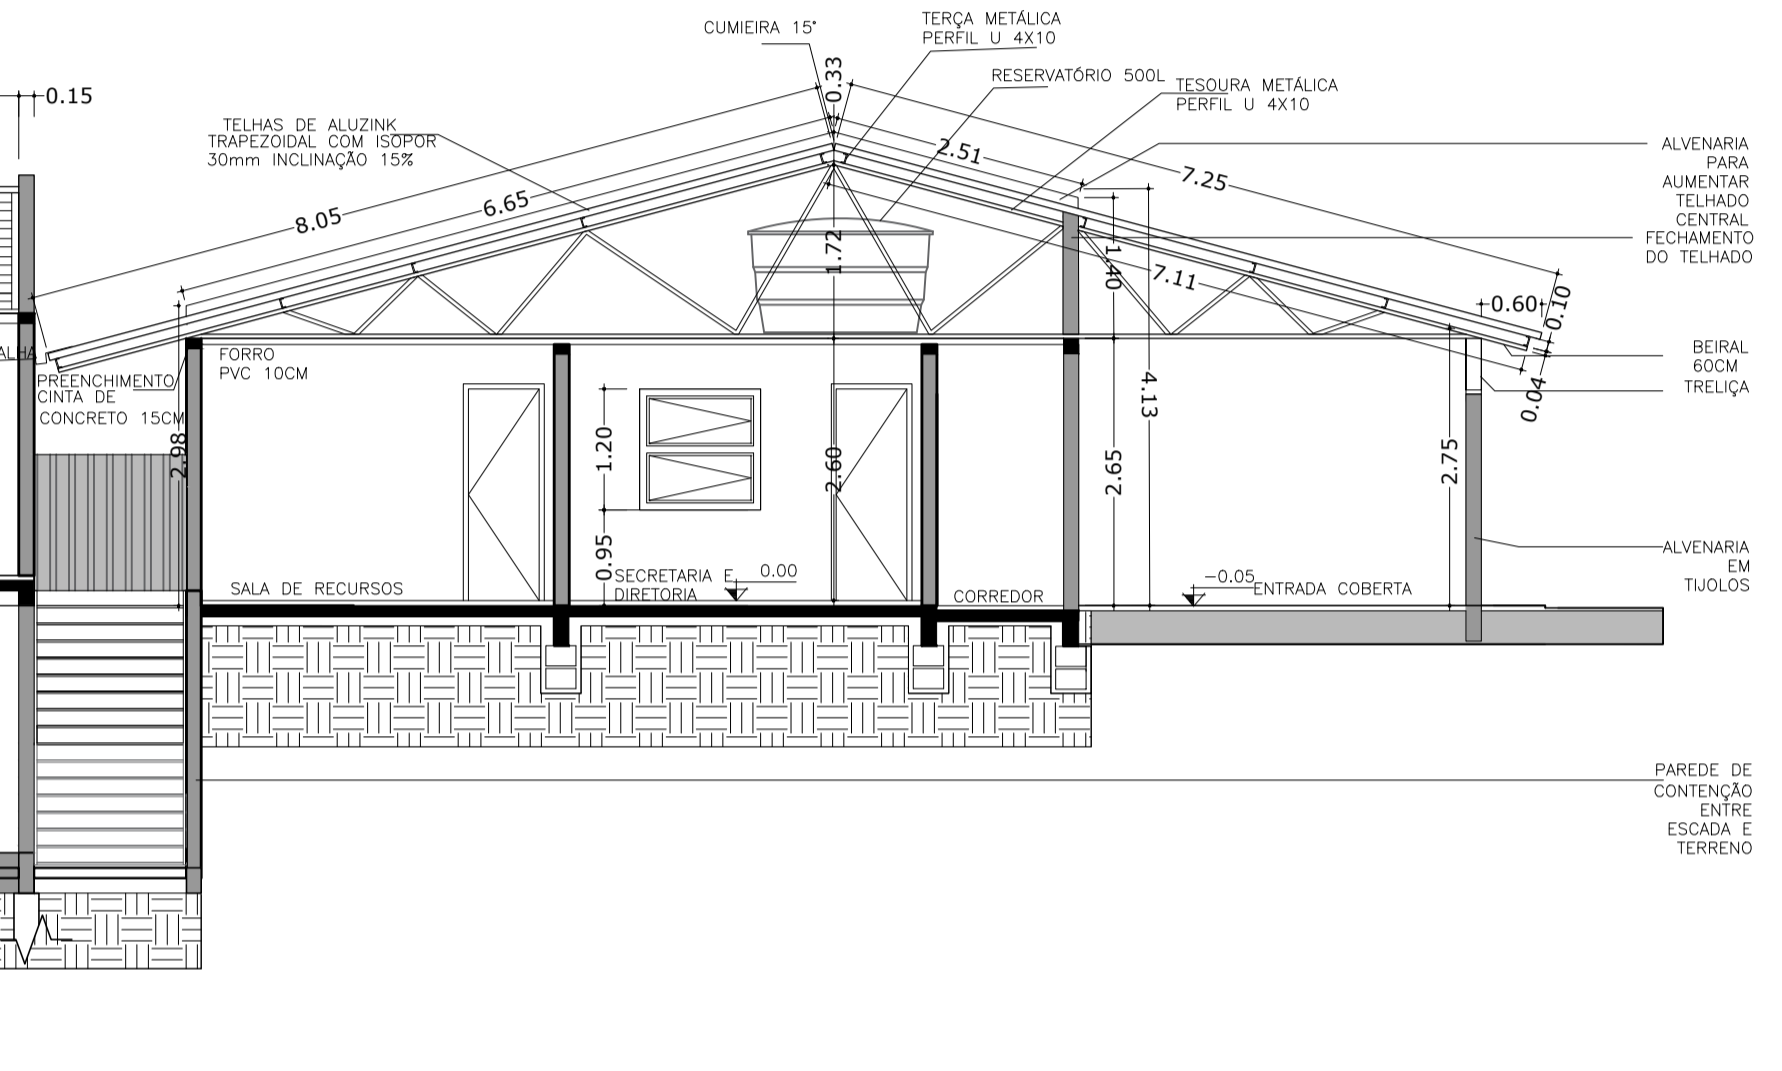 CUMIEIRA 15°
TERÇA METÁLICA
PERFIL U 4X10
RESERVATÓRIO 500L
TESOURA METÁLICA
PERFIL U 4X10
0.15
0.33
TELHAS DE ALUZINK
TRAPEZOIDAL COM ISOPOR
30mm INCLINAÇÃO 15%
ALVENARIA
PARA
AUMENTAR
TELHADO
CENTRAL
FECHAMENTO
DO TELHADO
8.05
6.65
2.51
7.25
1.72
1.40
7.11
0.60
0.10
0.04
BEIRAL
60CM
TRELIÇA
ALHA
FORRO
PVC 10CM
PREENCHIMENTO
CINTA DE
CONCRETO 15CM
2.98
1.20
0.95
2.60
4.13
2.65
2.75
SALA DE RECURSOS
SECRETARIA E
DIRETORIA
0.00
CORREDOR
-0.05
ENTRADA COBERTA
ALVENARIA
EM
TIJOLOS
PAREDE DE
CONTENÇÃO
ENTRE
ESCADA E
TERRENO